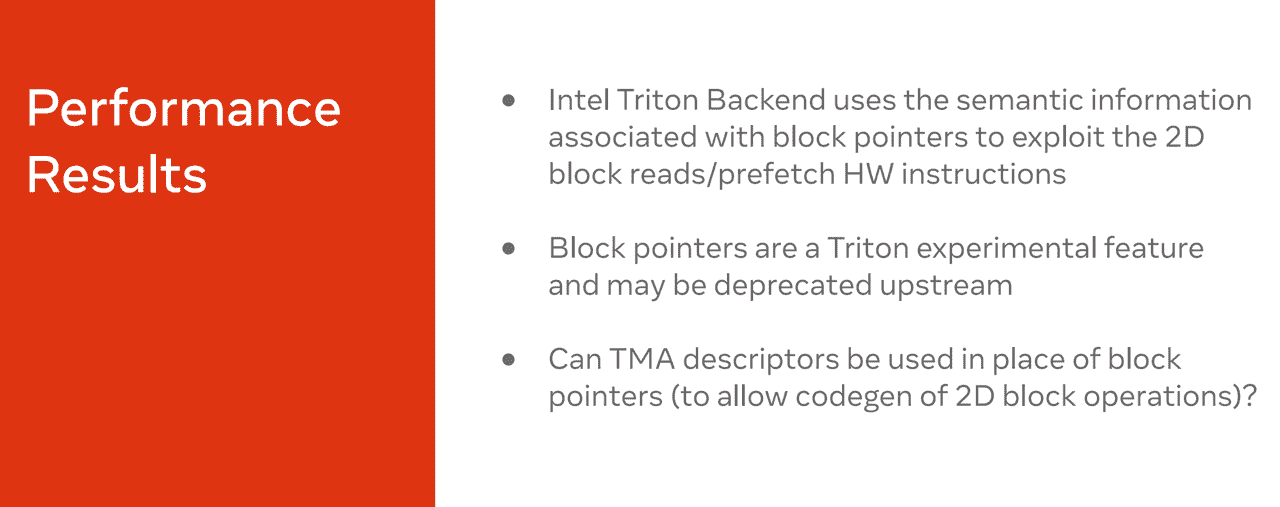 Performance
Results
● Intel Triton Backend uses the semantic information
associated with block pointers to exploit the 2D
block reads/prefetch HW instructions
● Block pointers are a Triton experimental feature
and may be deprecated upstream
● Can TMA descriptors be used in place of block
pointers (to allow codegen of 2D block operations)?